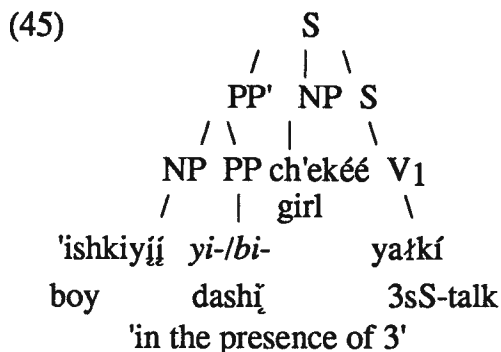 (45) S
PP' NP S
NP PP ch'ekéé V1
girl
'ishkiyį́į́ yi-/bi- yałkí
boy dashį̌ 3sS-talk
'in the presence of 3'